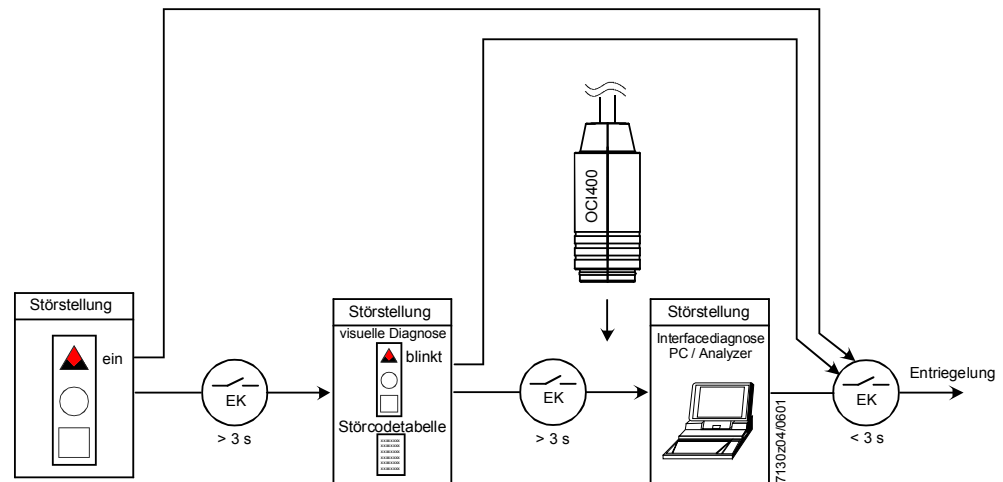 Störstellung
ein
EK
> 3 s
Störstellung
visuelle Diagnose
blinkt
Störcodetabelle
OCI400
EK
> 3 s
Störstellung
Interfacediagnose
PC / Analyzer
7130z04/0601
EK
< 3 s
Entriegelung